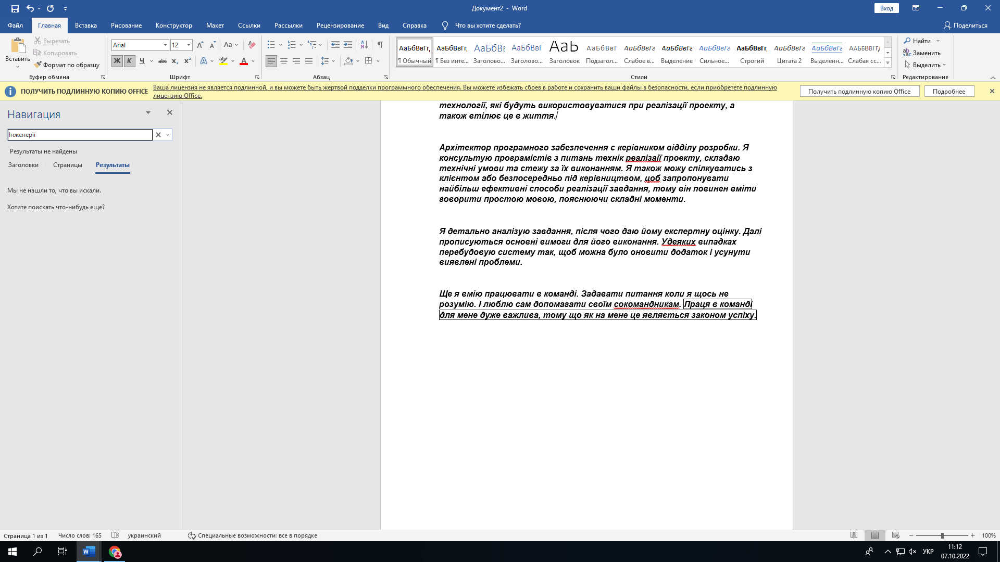 Документ2 - Word
Вход
Файл Главная Вставка Рисование Конструктор Макет Ссылки Рассылки Рецензирование Вид Справка Что вы хотите сделать? Поделиться
Вставить
Вырезать
Копировать
Формат по образцу
Буфер обмена
Arial 12
Ж К Ч abc x₂ x²
Шрифт
Абзац
АаБбВвГг, АаБбВвГг, АаБбВı АаБбВвГ АаЬ АаБбВвГ АаБбВвГг АаБбВвГг АаБбВвГг АаБбВвГг, АаБбВвГг АаБбВвГг ААББВВГГД
¶ Обычный ¶ Без инте... Заголово... Заголово... Заголовок Подзагол... Слабое в... Выделение Сильное... Строгий Цитата 2 Выделенн... Слабая сс...
Стили
Найти
Заменить
Выделить
Редактирование
ПОЛУЧИТЬ ПОДЛИННУЮ КОПИЮ OFFICE Ваша лицензия не является подлинной, и вы можете быть жертвой подделки программного обеспечения. Вы можете избежать сбоев в работе и сохранить ваши файлы в безопасности, если приобретете подлинную
лицензию Office.
Получить подлинную копию Office Подробнее
Навигация
Інженерії
Результаты не найдены
Заголовки Страницы Результаты
Мы не нашли то, что вы искали.
Хотите поискать что-нибудь еще?
технології, які будуть використовуватися при реалізації проекту, а
також втілює це в життя.
Архітектор програмного забезпечення є керівником відділу розробки. Я
консультую програмістів з питань технік реалізаії проекту, складаю
технічні умови та стежу за їх виконанням. Я також можу спілкуватись з
клієнтом або безпосередньо під керівництвом, цоб запропонувати
найбільш ефективні способи реалізації завдання, тому він повинен вміти
говорити простою мовою, пояснюючи складні моменти.
Я детально аналізую завдання, після чого даю йому експертну оцінку. Далі
прописуються основні вимоги для його виконання. Удеяких випадках
перебудовую систему так, щоб можна було оновити додаток і усунути
виявлені проблеми.
Ще я вмію працювати в команді. Задавати питання коли я щось не
розумію. І люблю сам допомагати своїм сокомандникам. Праця в команді
для мене дуже важлива, тому що як на мене це являється законом успіху.
Страница 1 из 1 Число слов: 165 украинский Специальные возможности: все в порядке 100%
УКР
11:12
07.10.2022